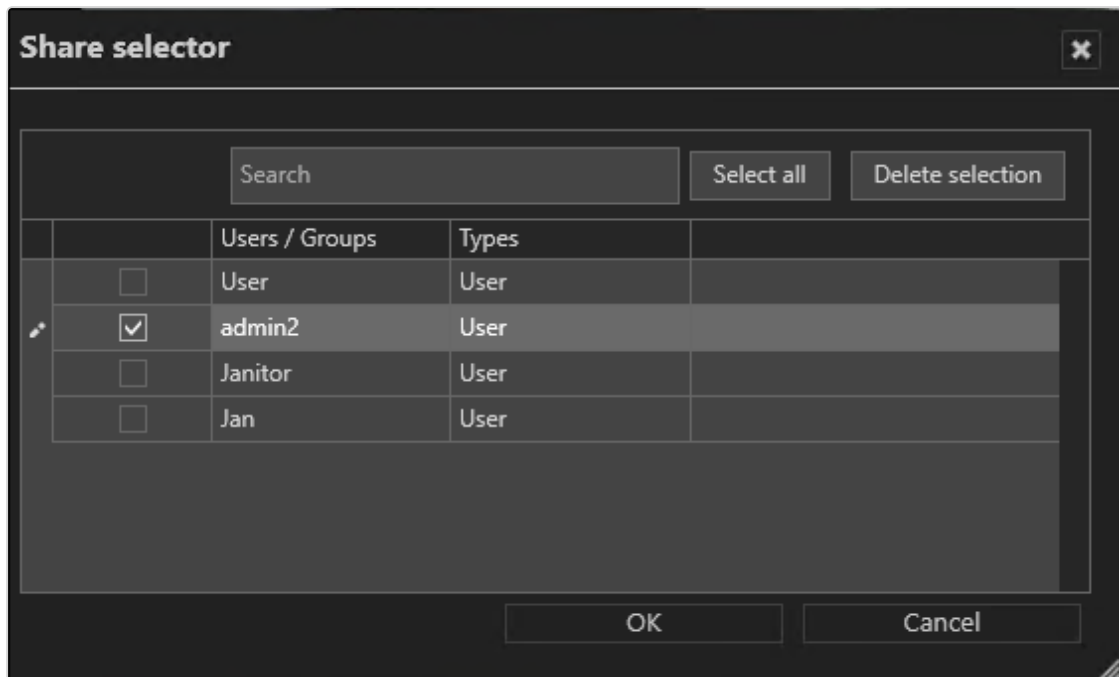 Share selector
Search Select all Delete selection
Users / Groups Types
User User
admin2 User
Janitor User
Jan User
OK Cancel